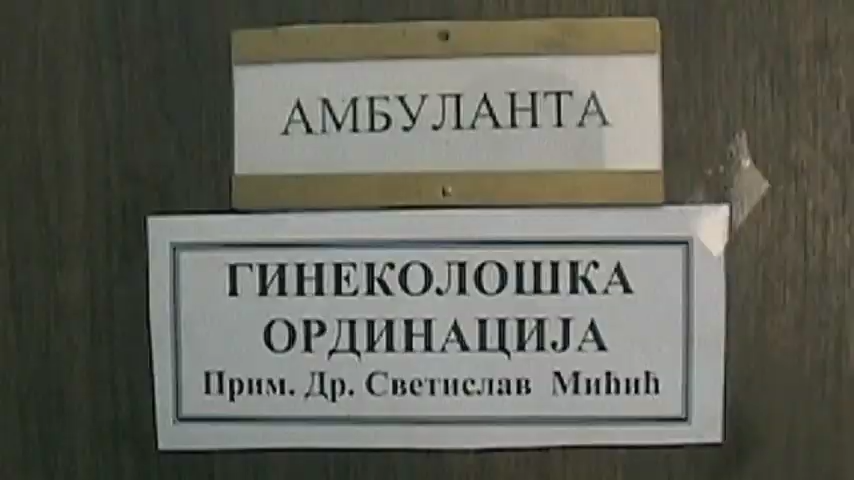 АМБУЛАНТА
ГИНЕКОЛОШКА
ОРДИНАЦИЈА
Прим. Др. Светислав Мићић